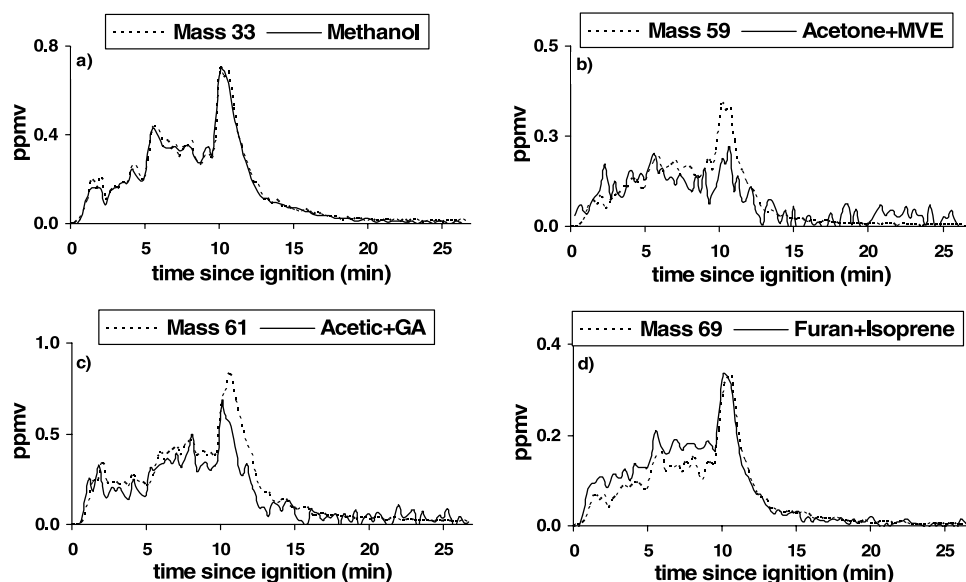 Mass 33 Methanol
a)
0.8
0.4
0.0
ppmv
0 5 10 15 20 25
time since ignition (min)
Mass 59 Acetone+MVE
b)
0.5
0.3
0.0
ppmv
0 5 10 15 20 25
time since ignition (min)
Mass 61 Acetic+GA
c)
1.0
0.5
0.0
ppmv
0 5 10 15 20 25
time since ignition (min)
Mass 69 Furan+Isoprene
d)
0.4
0.2
0.0
ppmv
0 5 10 15 20 25
time since ignition (min)